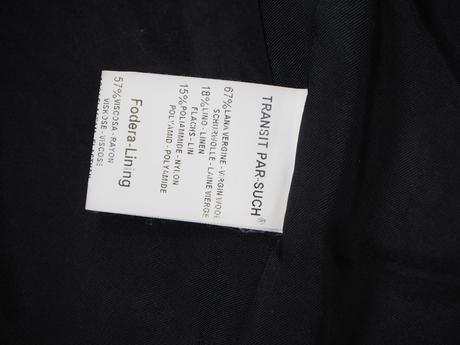 TRANSIT PAR-SUCH®
67%LANA VERGINE - VIRGIN WOOL
SCHURWOLLE - LAINE VIERGE
18%LINO - LINEN
FLACHS - LIN
15%POLIAMMIDE - NYLON
POLYAMID - POLYAMIDE
Fodera-Lining
57%VISCOSA - RAYON
VISKOSE - VISCOSE